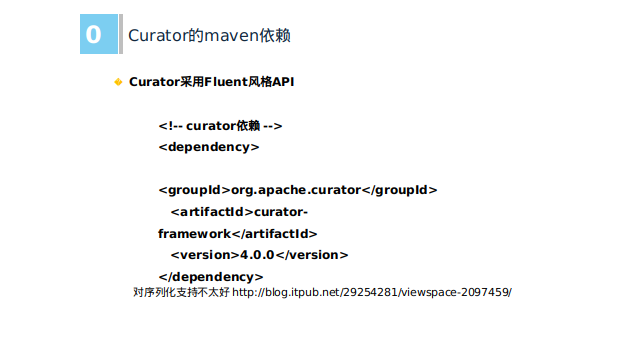 0
Curator的maven依赖
Curator采用Fluent风格API
<!-- curator依赖 -->
<dependency>
<groupId>org.apache.curator</groupId>
<artifactId>curator-
framework</artifactId>
<version>4.0.0</version>
</dependency>
对序列化支持不太好 http://blog.itpub.net/29254281/viewspace-2097459/